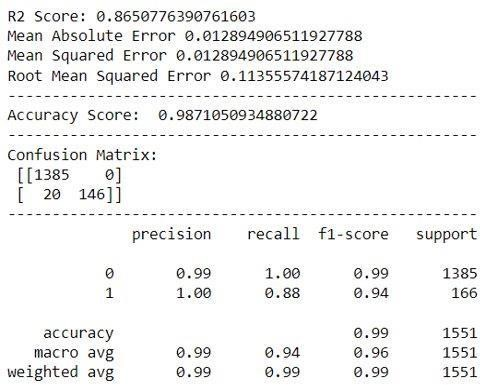 R2 Score: 0.8650776390761603
Mean Absolute Error 0.012894906511927788
Mean Squared Error 0.012894906511927788
Root Mean Squared Error 0.11355574187124043
--------------------------------------------------
Accuracy Score:  0.9871050934880722
--------------------------------------------------
Confusion Matrix:
 [[1385    0]
 [  20  146]]
--------------------------------------------------
              precision    recall  f1-score   support

           0       0.99      1.00      0.99      1385
           1       1.00      0.88      0.94       166

    accuracy                           0.99      1551
   macro avg       0.99      0.94      0.96      1551
weighted avg       0.99      0.99      0.99      1551